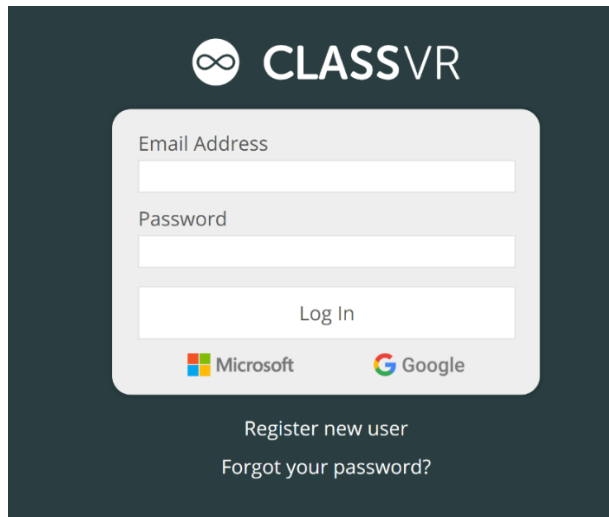 CLASSVR
Email Address
Password
Log In
Microsoft Google
Register new user
Forgot your password?